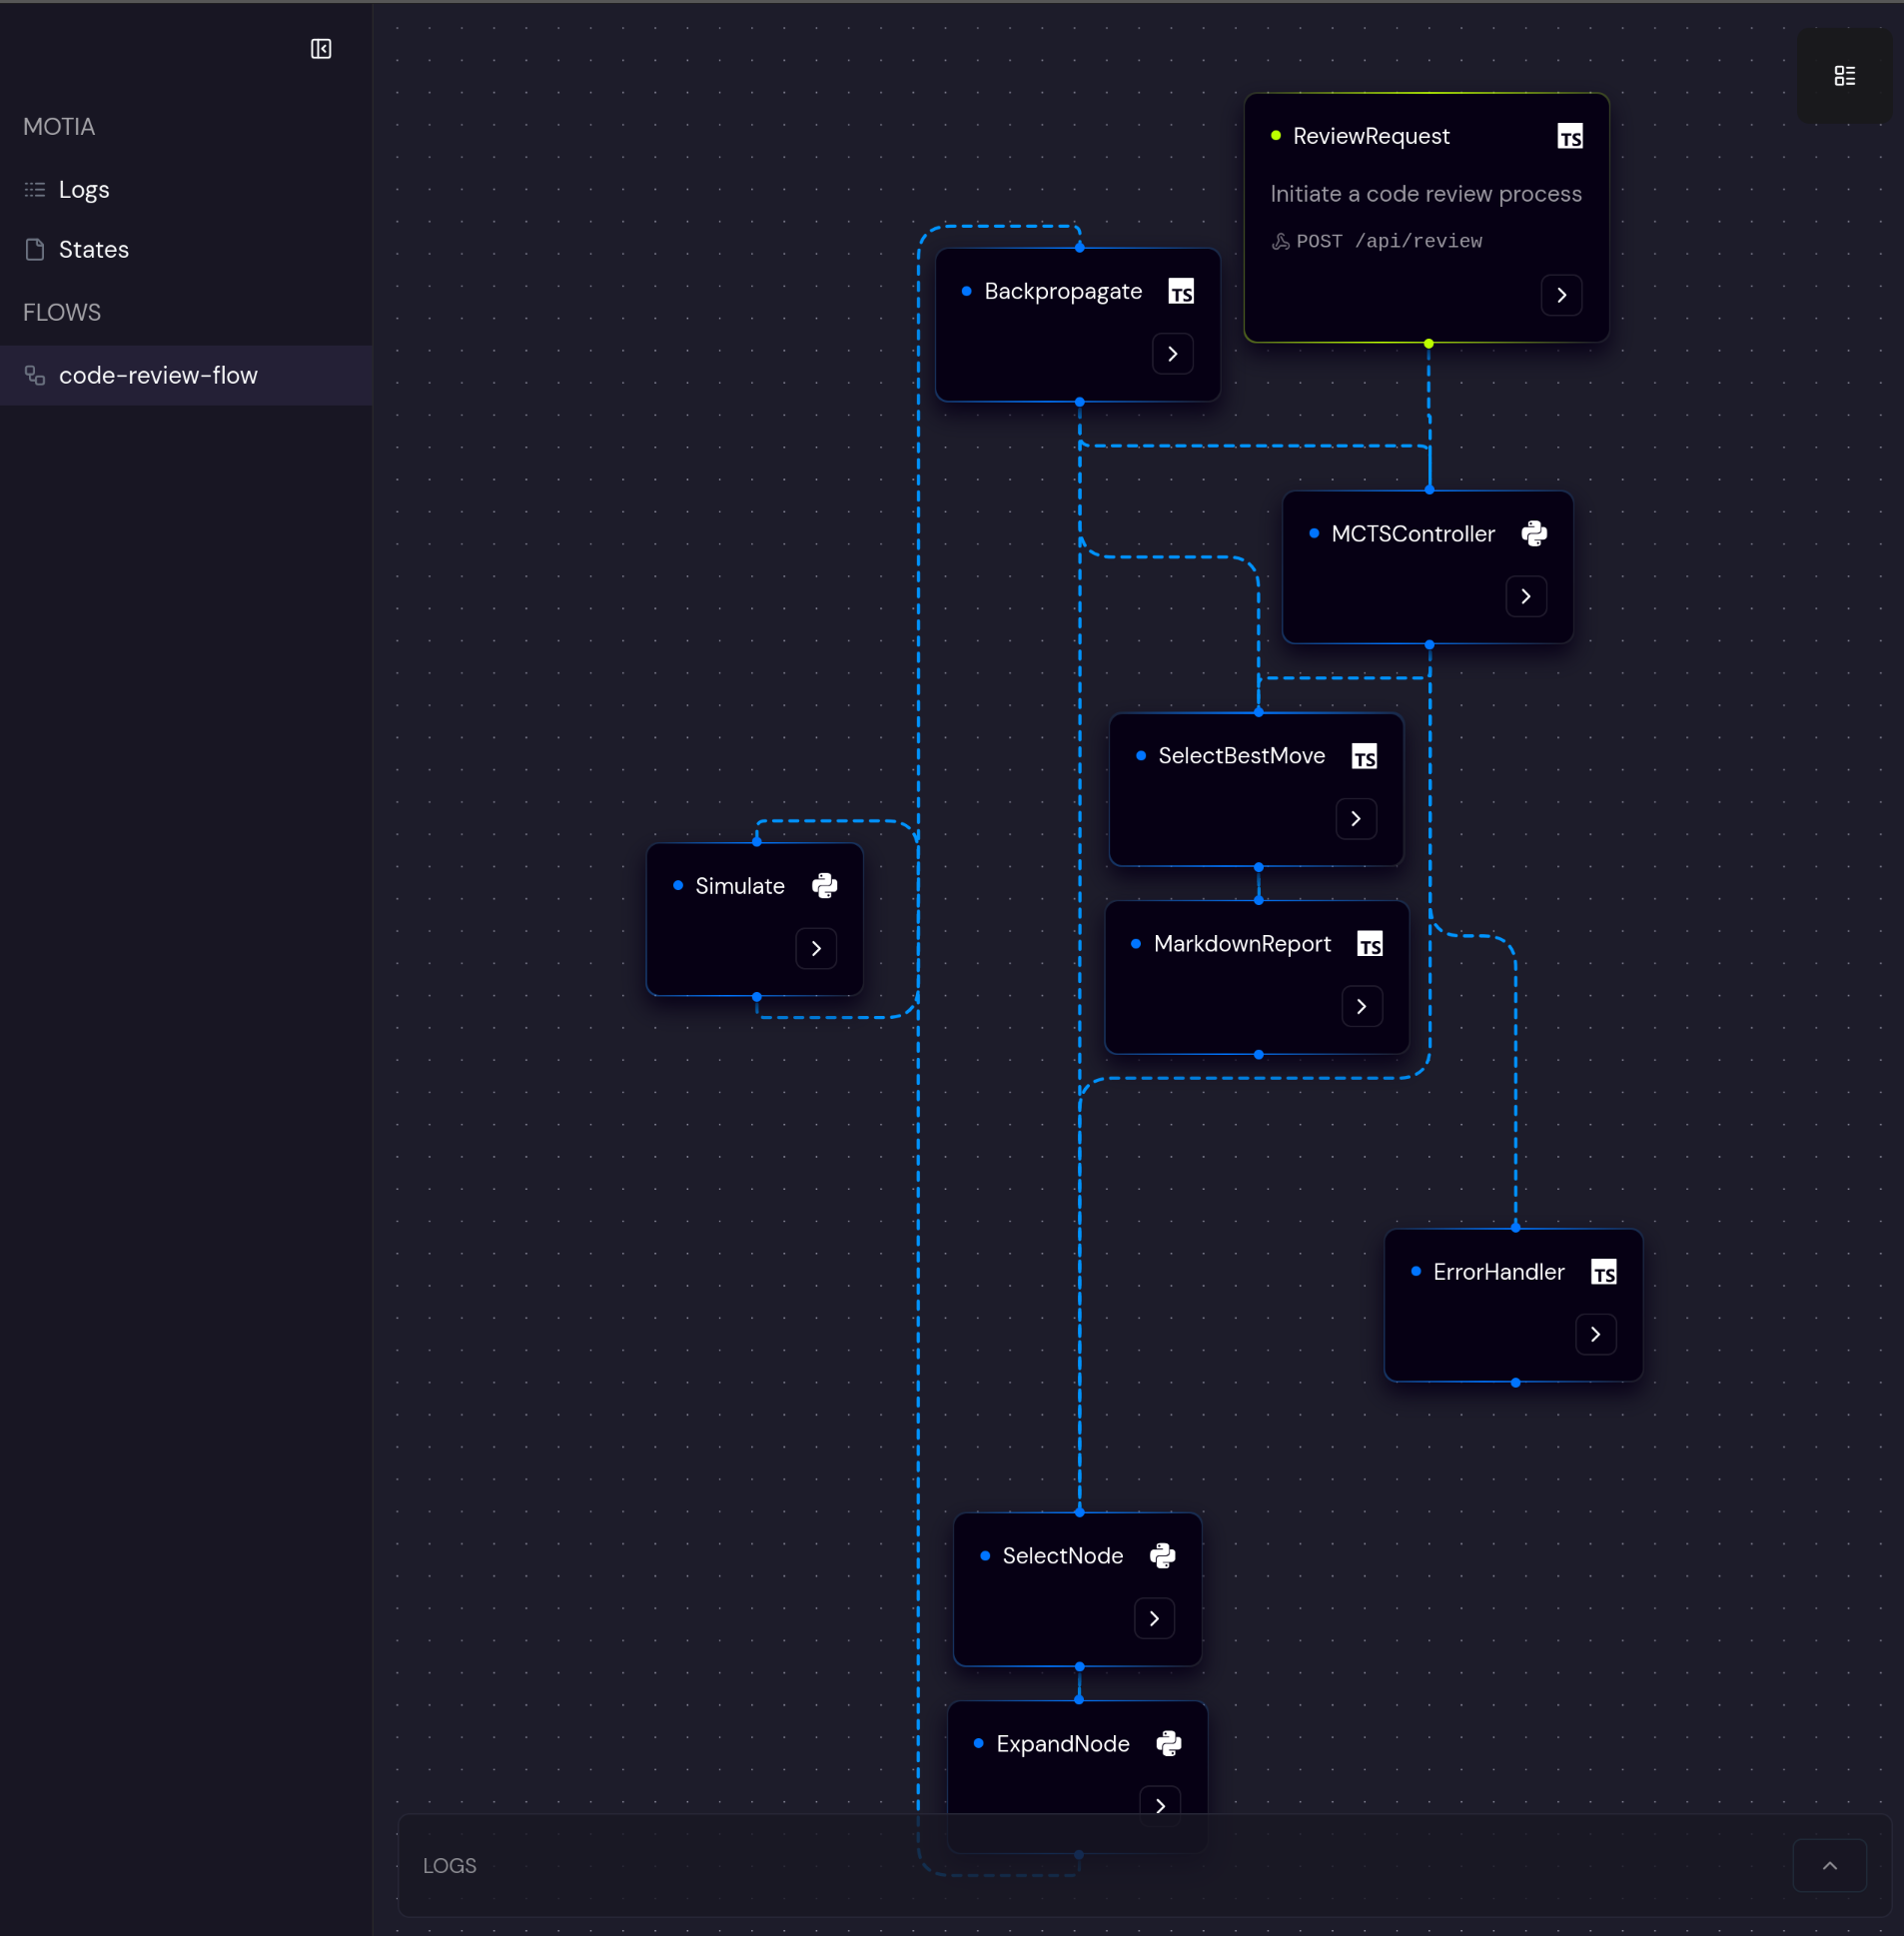 MOTIA
Logs
States
FLOWS
code-review-flow
ReviewRequest
TS
Initiate a code review process
POST /api/review
Backpropagate
TS
MCTSController
SelectBestMove
TS
Simulate
MarkdownReport
TS
ErrorHandler
TS
SelectNode
ExpandNode
LOGS